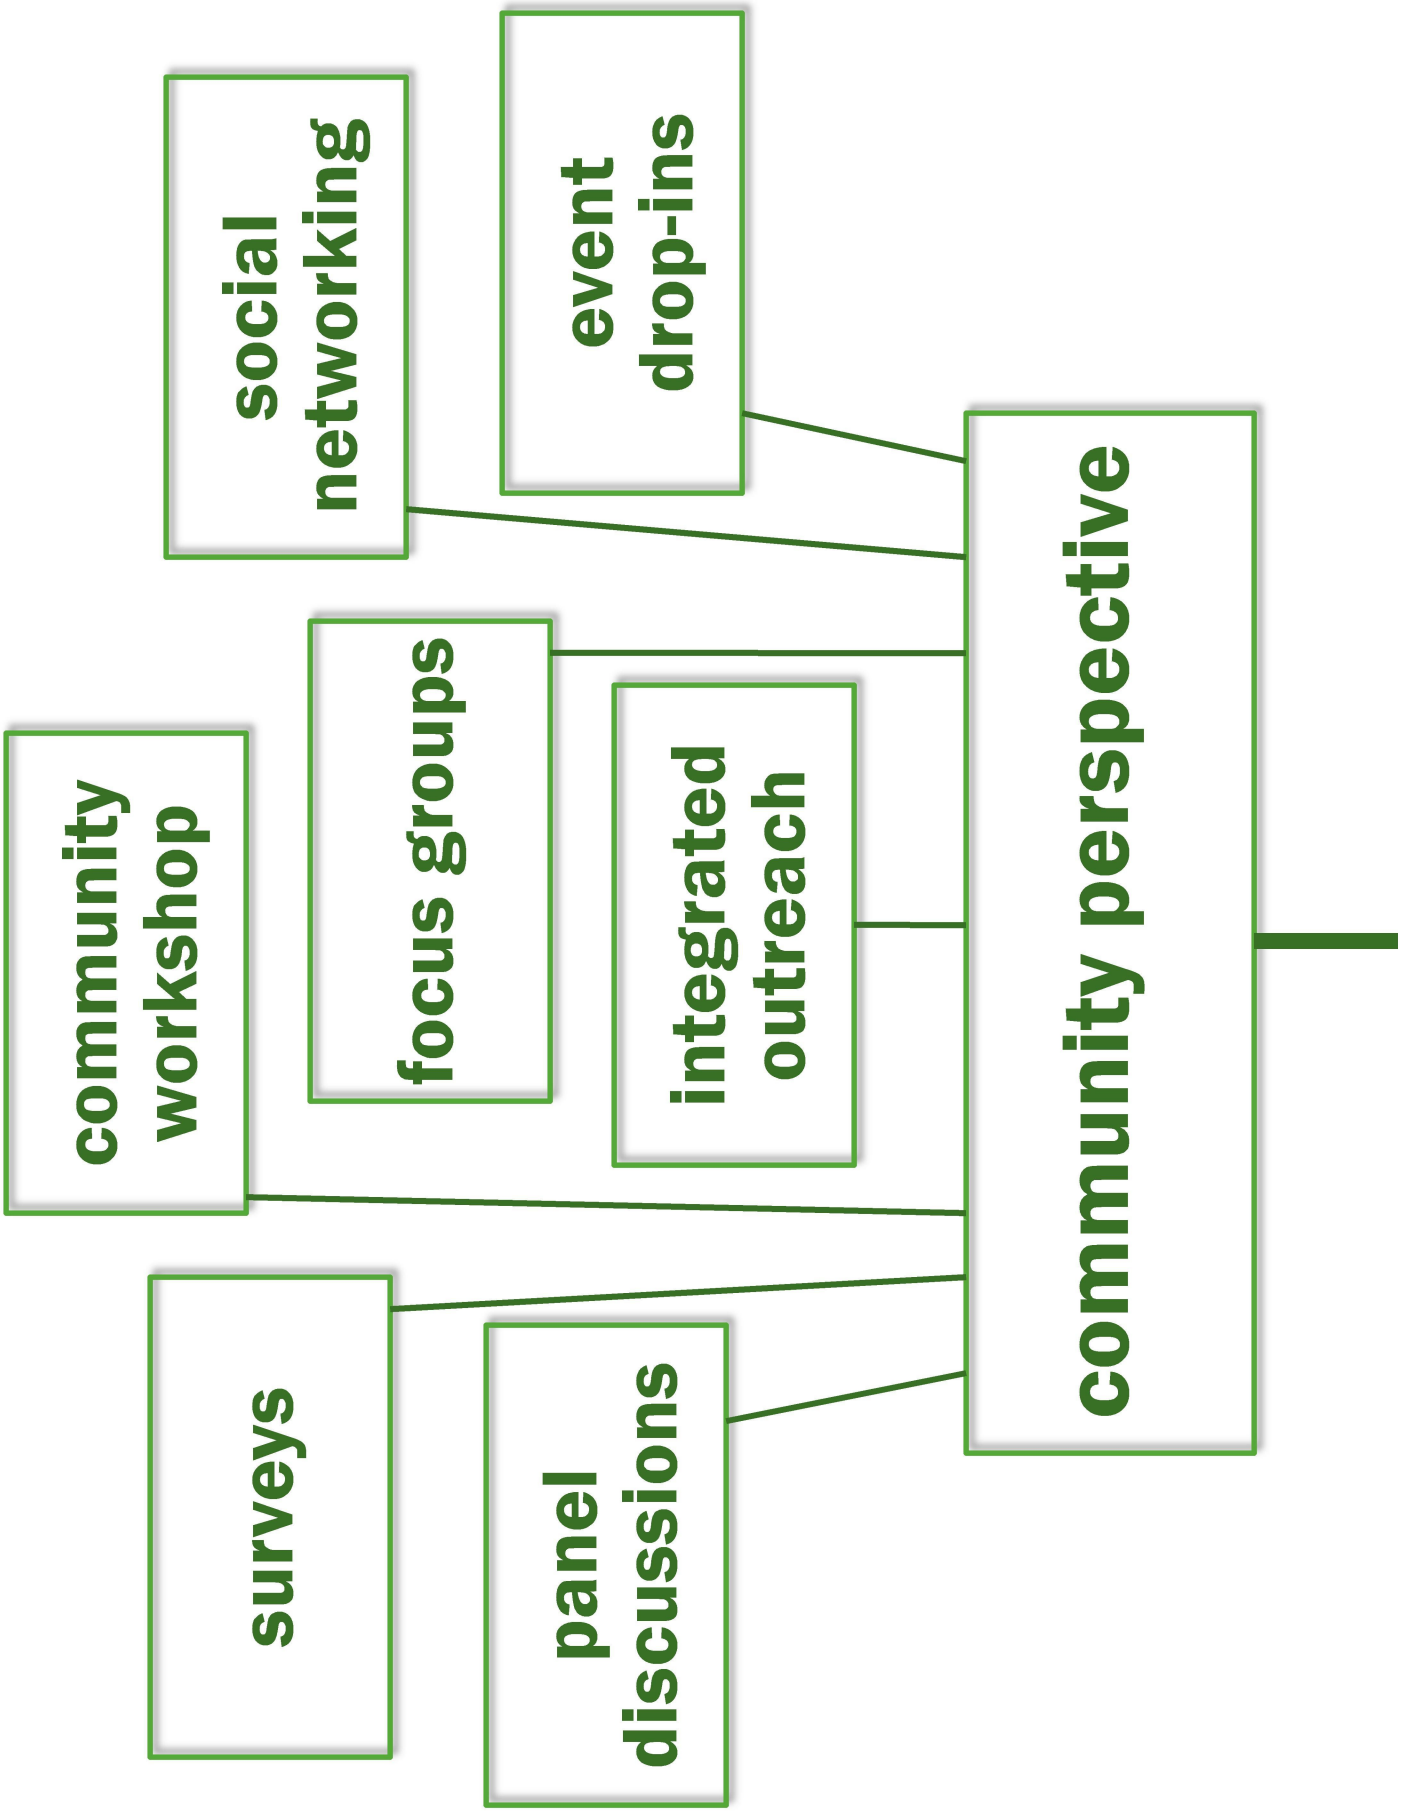 community
workshop
surveys
social
networking
focus groups
panel
discussions
event
drop-ins
integrated
outreach
community perspective